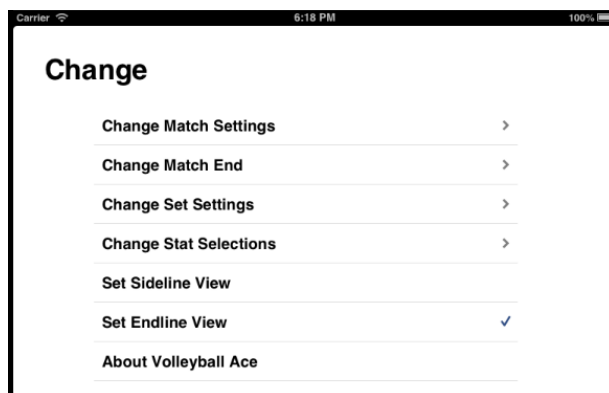 Carrier 6:18 PM 100%
Change
Change Match Settings
Change Match End
Change Set Settings
Change Stat Selections
Set Sideline View
Set Endline View
About Volleyball Ace